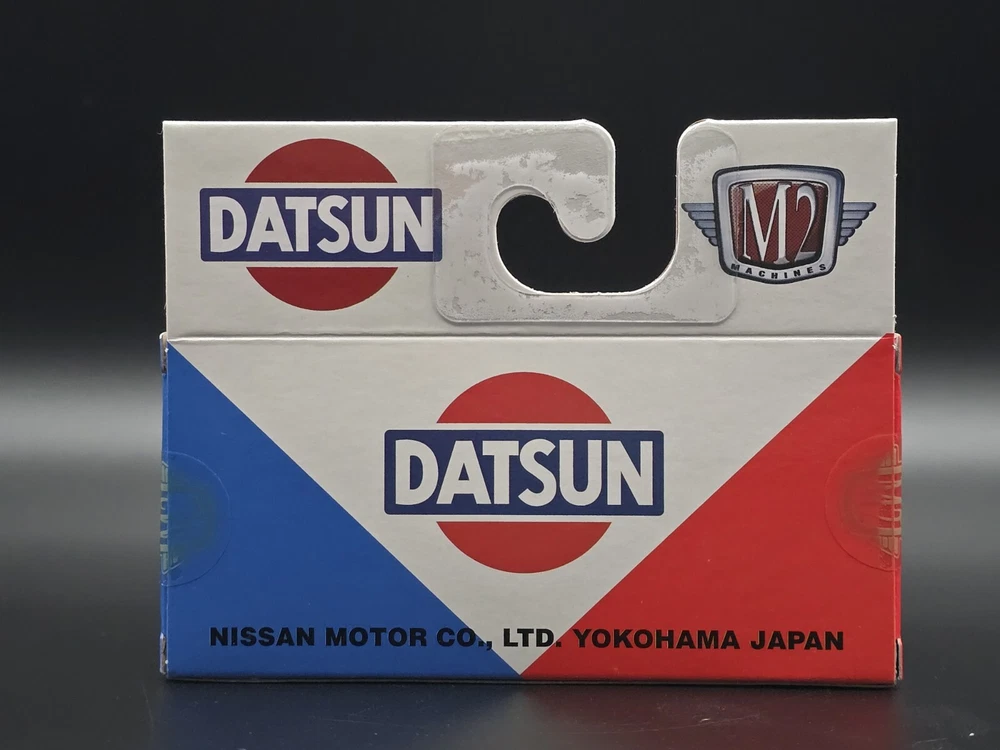 DATSUN
M2
MACHINES
DATSUN
NISSAN MOTOR CO., LTD. YOKOHAMA JAPAN